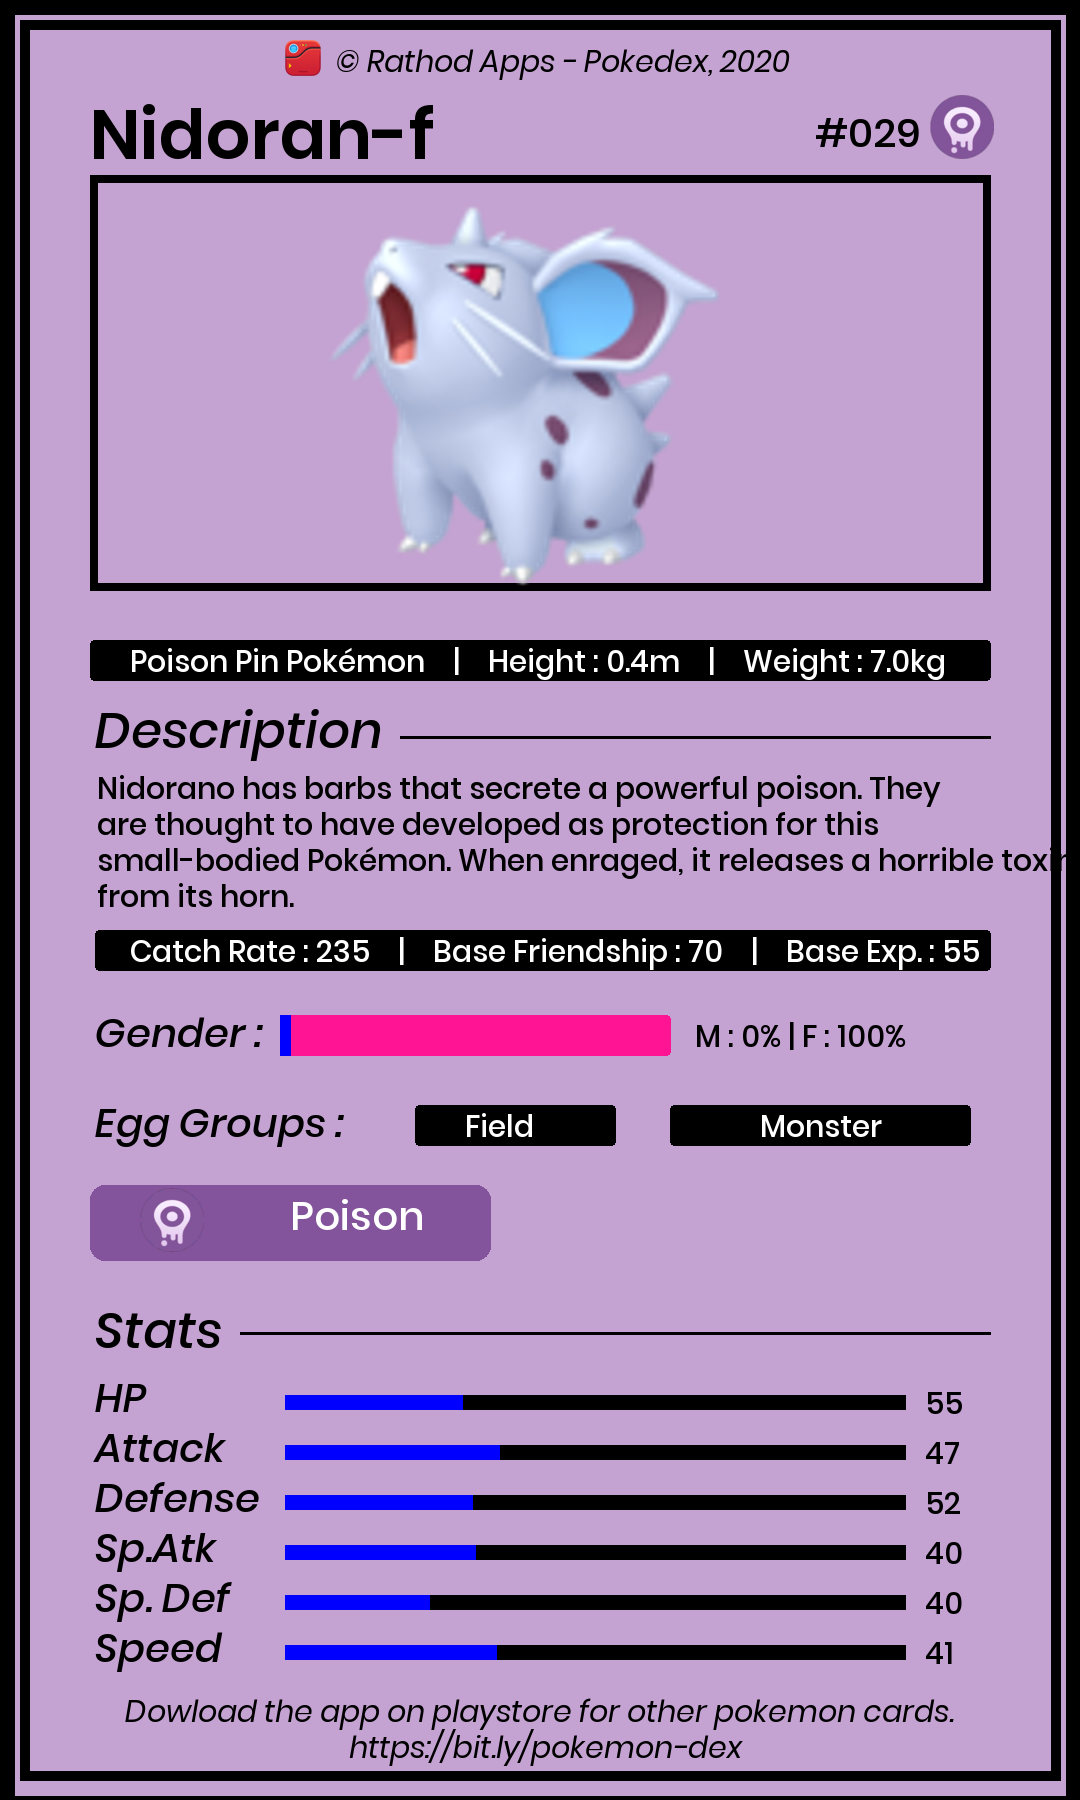 © Rathod Apps - Pokedex, 2020
Nidoran-f #029
Poison Pin Pokémon | Height : 0.4m | Weight : 7.0kg
Description
Nidorano has barbs that secrete a powerful poison. They
are thought to have developed as protection for this
small-bodied Pokémon. When enraged, it releases a horrible toxin
from its horn.
Catch Rate : 235 | Base Friendship : 70 | Base Exp. : 55
Gender : M : 0% | F : 100%
Egg Groups : Field Monster
Poison
Stats
HP 55
Attack 47
Defense 52
Sp.Atk 40
Sp. Def 40
Speed 41
Dowload the app on playstore for other pokemon cards.
https://bit.ly/pokemon-dex